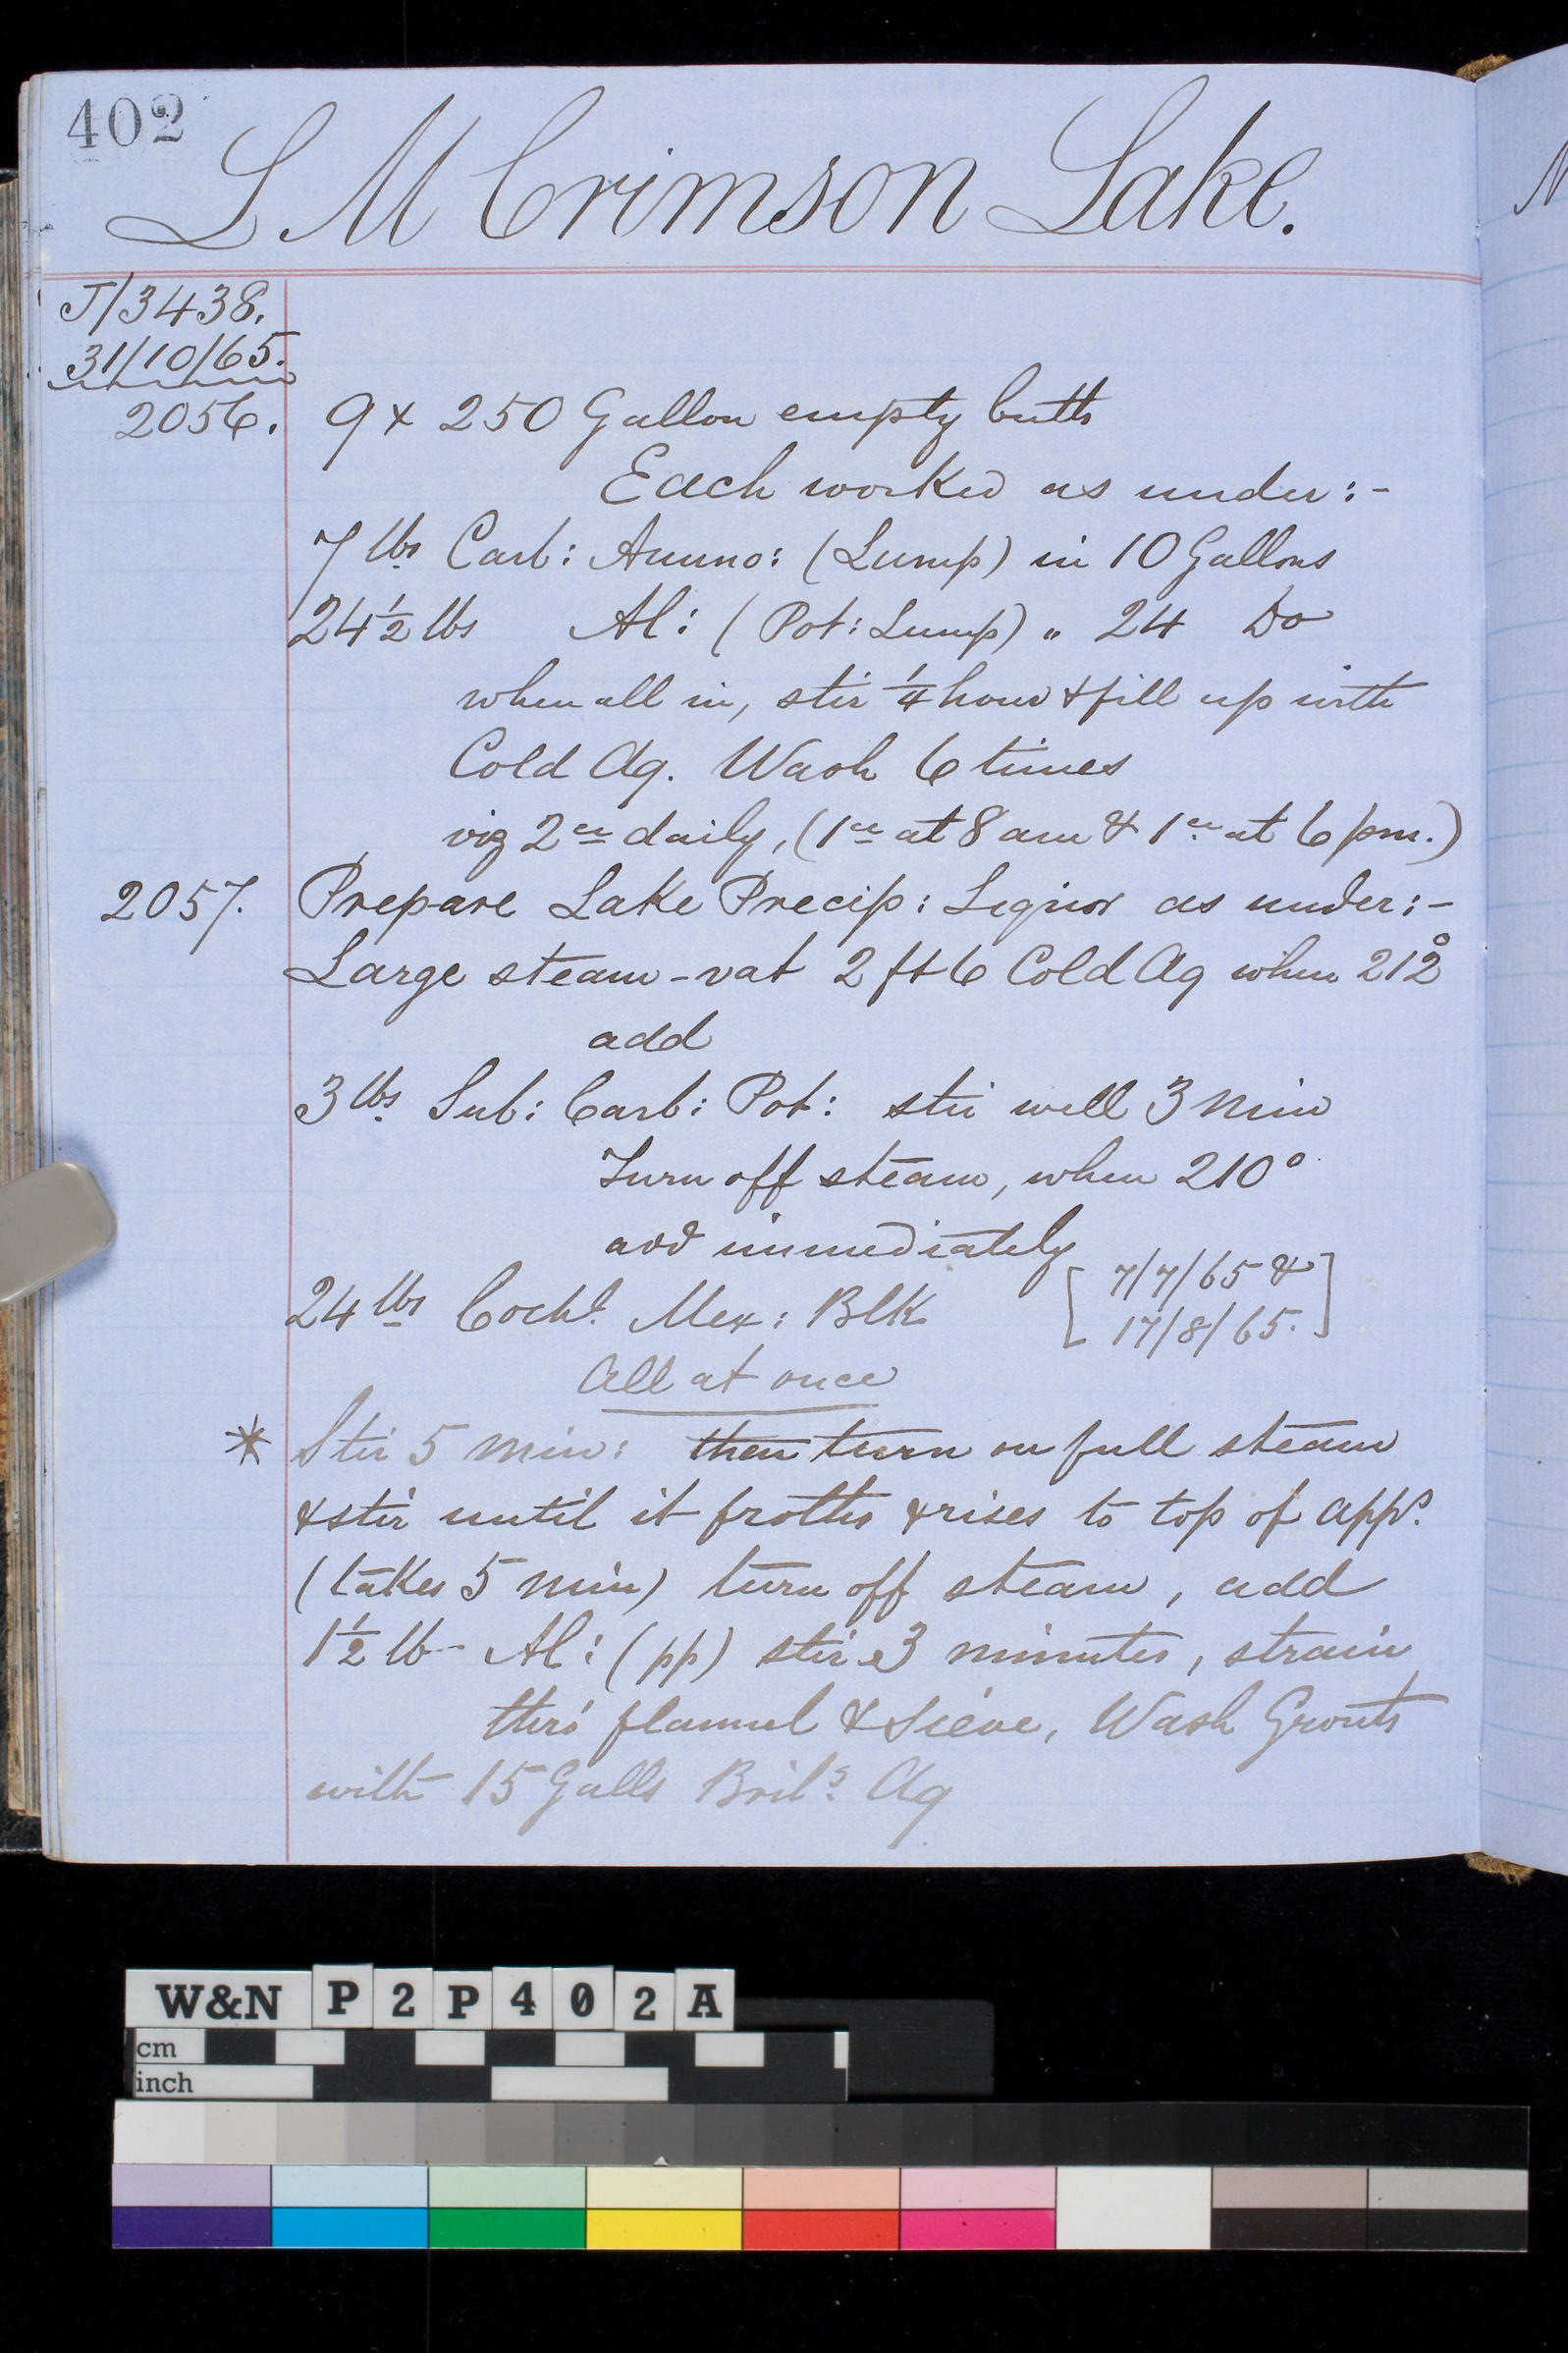 402
L M Crimson Lake.
J/3438.
31/10/65.
2056. 9 x 250 Gallon empty butts
Each worked as under:-
7 lbs Carb: Ammo: (Lump) in 10 Gallons
24 1/2 lbs Al: (Pot: Lump) " 24 Do
when all in, stir 1/4 hour & fill up with
Cold Aq. Wash 6 times
viz 2ce daily, (1ce at 8 am & 1ce at 6 pm.)
2057. Prepare Lake Precip: Liquor as under:-
Large steam-vat 2 ft 6 Cold Aq when 212°
add
3 lbs Sub: Carb: Pot: stir well 3 min
Turn off steam, when 210°
add immediately
24 lbs Cochl. Mex: Blk [7/7/65 &
17/8/65.]
All at once
* Stir 5 min: then turn on full steam
& stir until it froths & rises to top of apps.
(takes 5 min) turn off steam, add
1 1/2 lb Al: (pp) stir 3 minutes, strain
thro' flannel & Sieve, Wash Grouts
with 15 Galls Boilg. Aq
N
W&N P2P402A
cm
inch